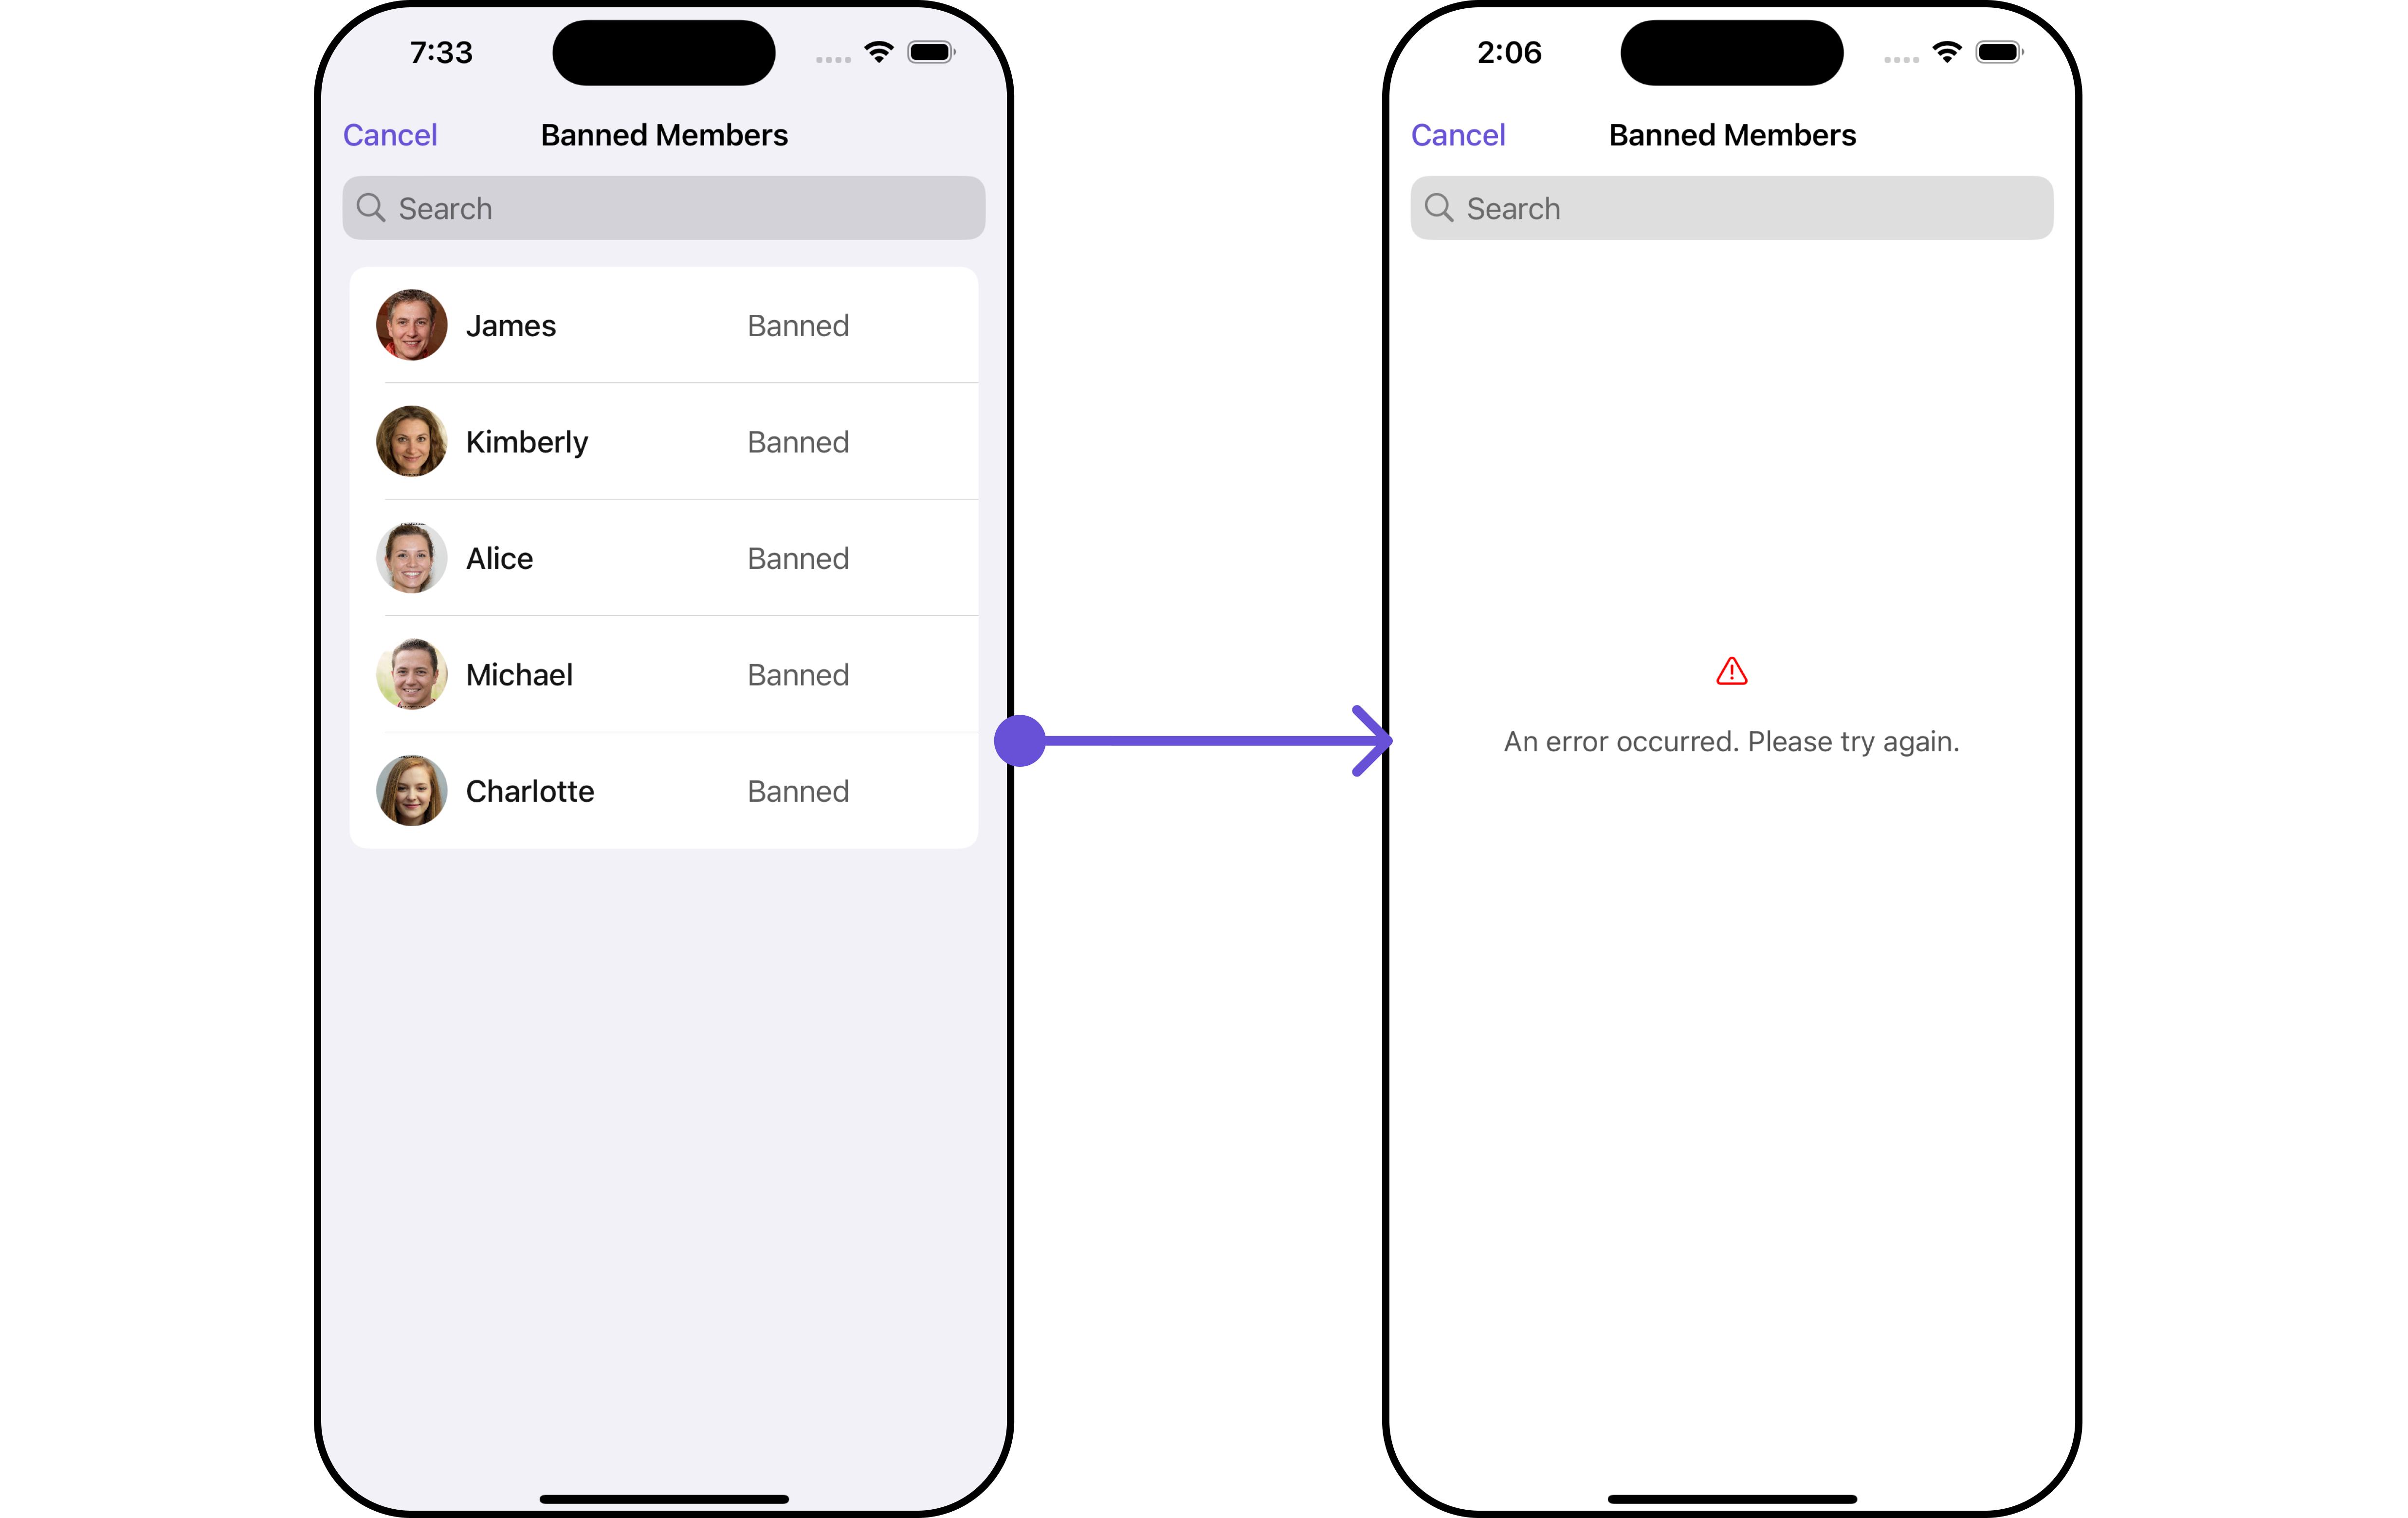 7:33
Cancel
Banned Members
Search
James
Banned
Kimberly
Banned
Alice
Banned
Michael
Banned
Charlotte
Banned
2:06
Cancel
Banned Members
Search
An error occurred. Please try again.